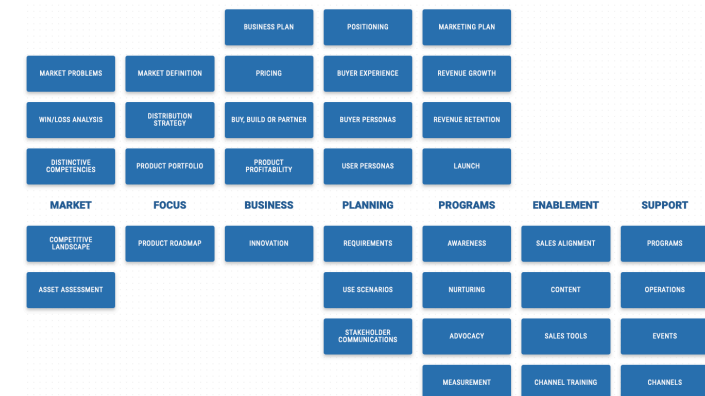 BUSINESS PLAN
POSITIONING
MARKETING PLAN
MARKET PROBLEMS
MARKET DEFINITION
PRICING
BUYER EXPERIENCE
REVENUE GROWTH
WIN/LOSS ANALYSIS
DISTRIBUTION
STRATEGY
BUY, BUILD OR PARTNER
BUYER PERSONAS
REVENUE RETENTION
DISTINCTIVE
COMPETENCIES
PRODUCT PORTFOLIO
PRODUCT
PROFITABILITY
USER PERSONAS
LAUNCH
MARKET
FOCUS
BUSINESS
PLANNING
PROGRAMS
ENABLEMENT
SUPPORT
COMPETITIVE
LANDSCAPE
PRODUCT ROADMAP
INNOVATION
REQUIREMENTS
AWARENESS
SALES ALIGNMENT
PROGRAMS
ASSET ASSESSMENT
USE SCENARIOS
NURTURING
CONTENT
OPERATIONS
STAKEHOLDER
COMMUNICATIONS
ADVOCACY
SALES TOOLS
EVENTS
MEASUREMENT
CHANNEL TRAINING
CHANNELS